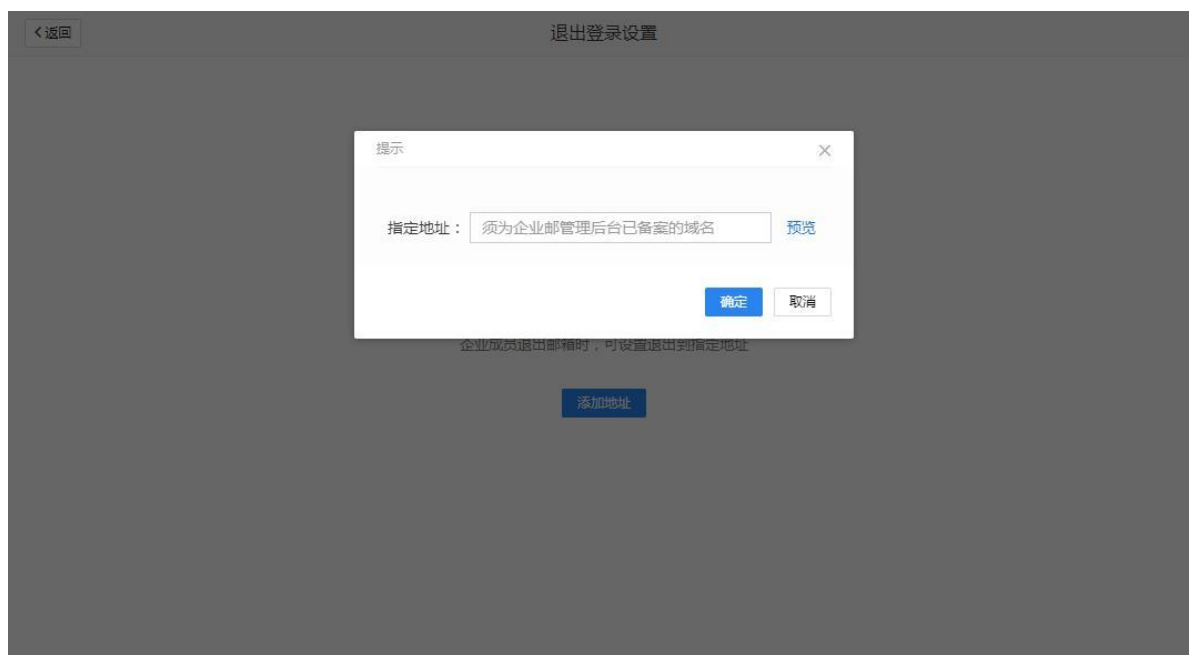 返回
退出登录设置
提示
指定地址：
须为企业邮管理后台已备案的域名
预览
确定
取消
企业成员退出邮箱时，可设置退出到指定地址
添加地址